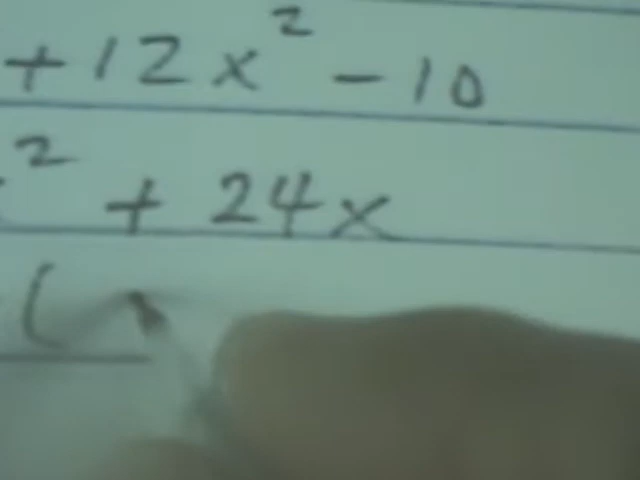 +12x² - 10
² + 24x
(